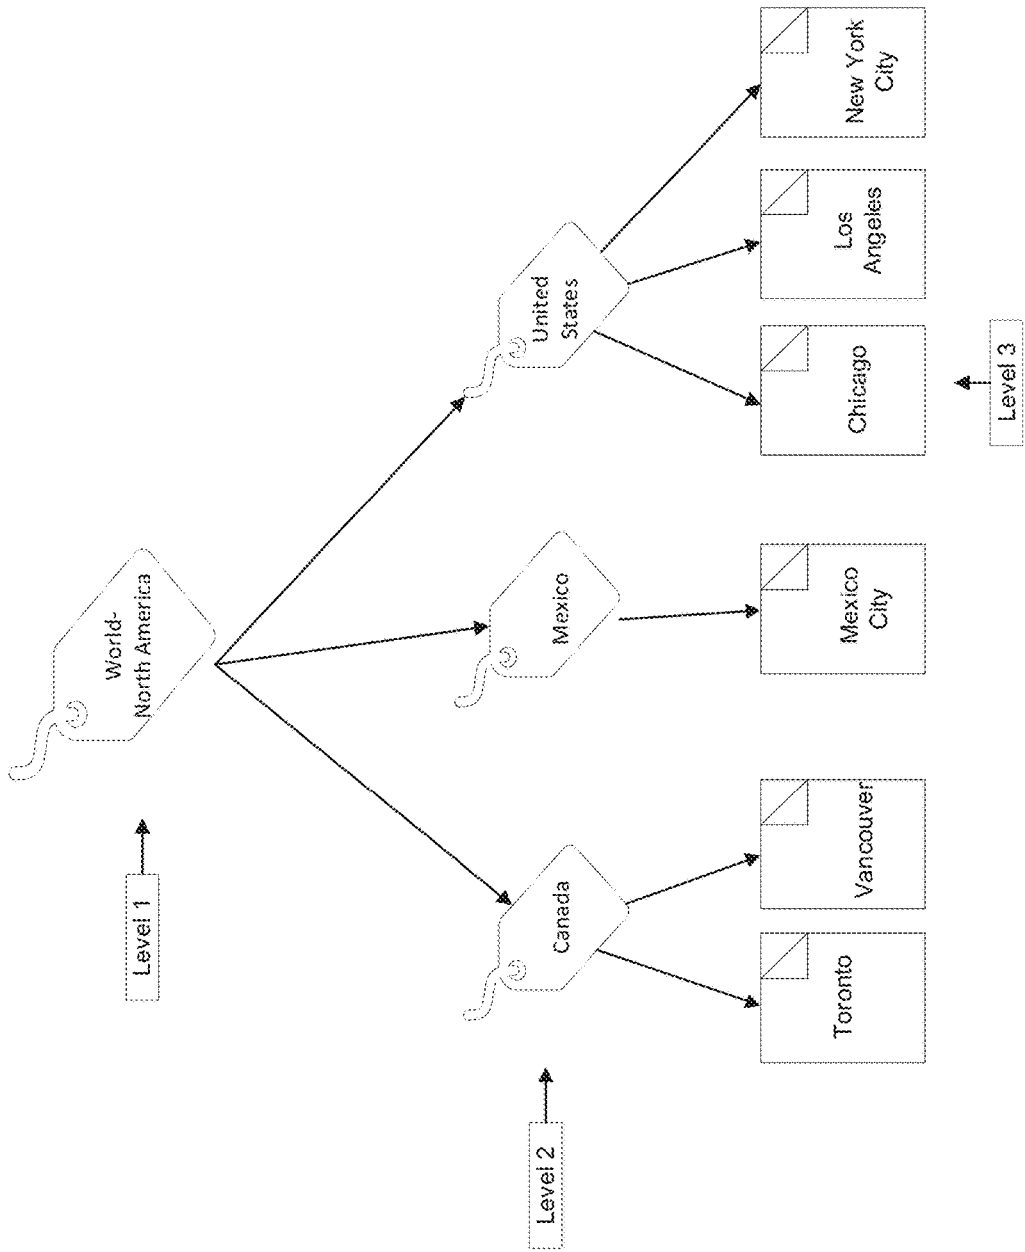 Level 1
World-
North America
Level 2
Canada
Mexico
United
States
Toronto
Vancouver
Mexico
City
Chicago
Los
Angeles
New York
City
Level 3